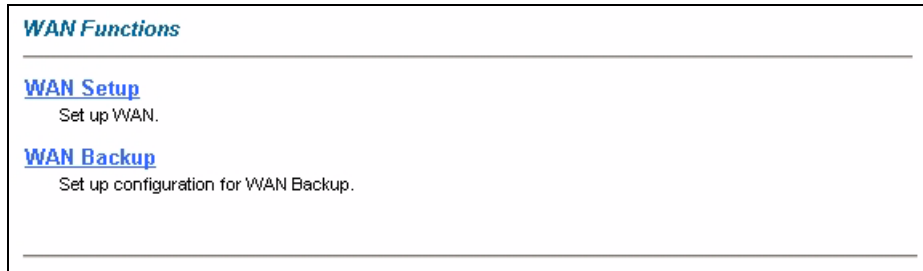 WAN Functions
WAN Setup
Set up WAN.
WAN Backup
Set up configuration for WAN Backup.